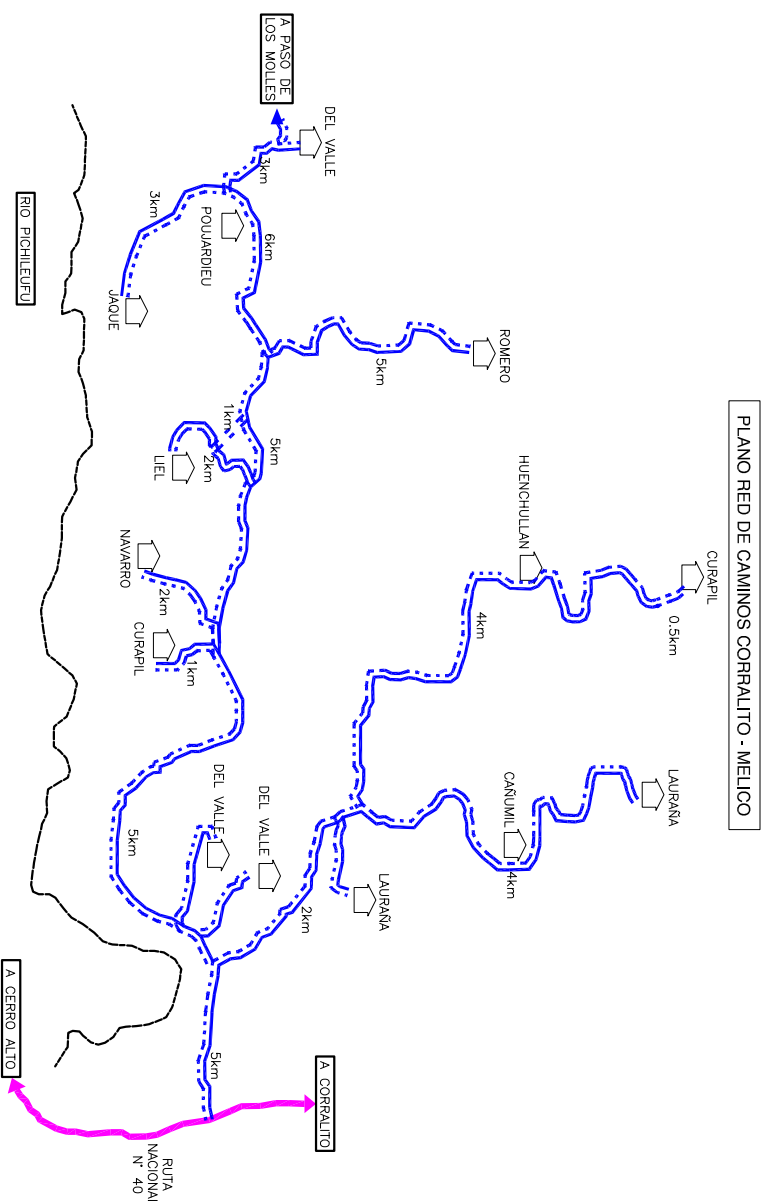 PLANO RED DE CAMINOS CORRALITO - MELICO
CURAPIL
0.5km
HUENCHULLAN
4km
LAURAÑA
CAÑUMIL
4km
LAURAÑA
2km
ROMERO
5km
A PASO DE
LOS MOLLES
DEL VALLE
3km
POUJARDIEU
6km
3km
JAQUE
1km
5km
2km
LIEL
NAVARRO
2km
CURAPIL
1km
DEL VALLE
DEL VALLE
5km
5km
A CORRALITO
RIO PICHILEUFU
A CERRO ALTO
RUTA
NACIONAL
N° 40